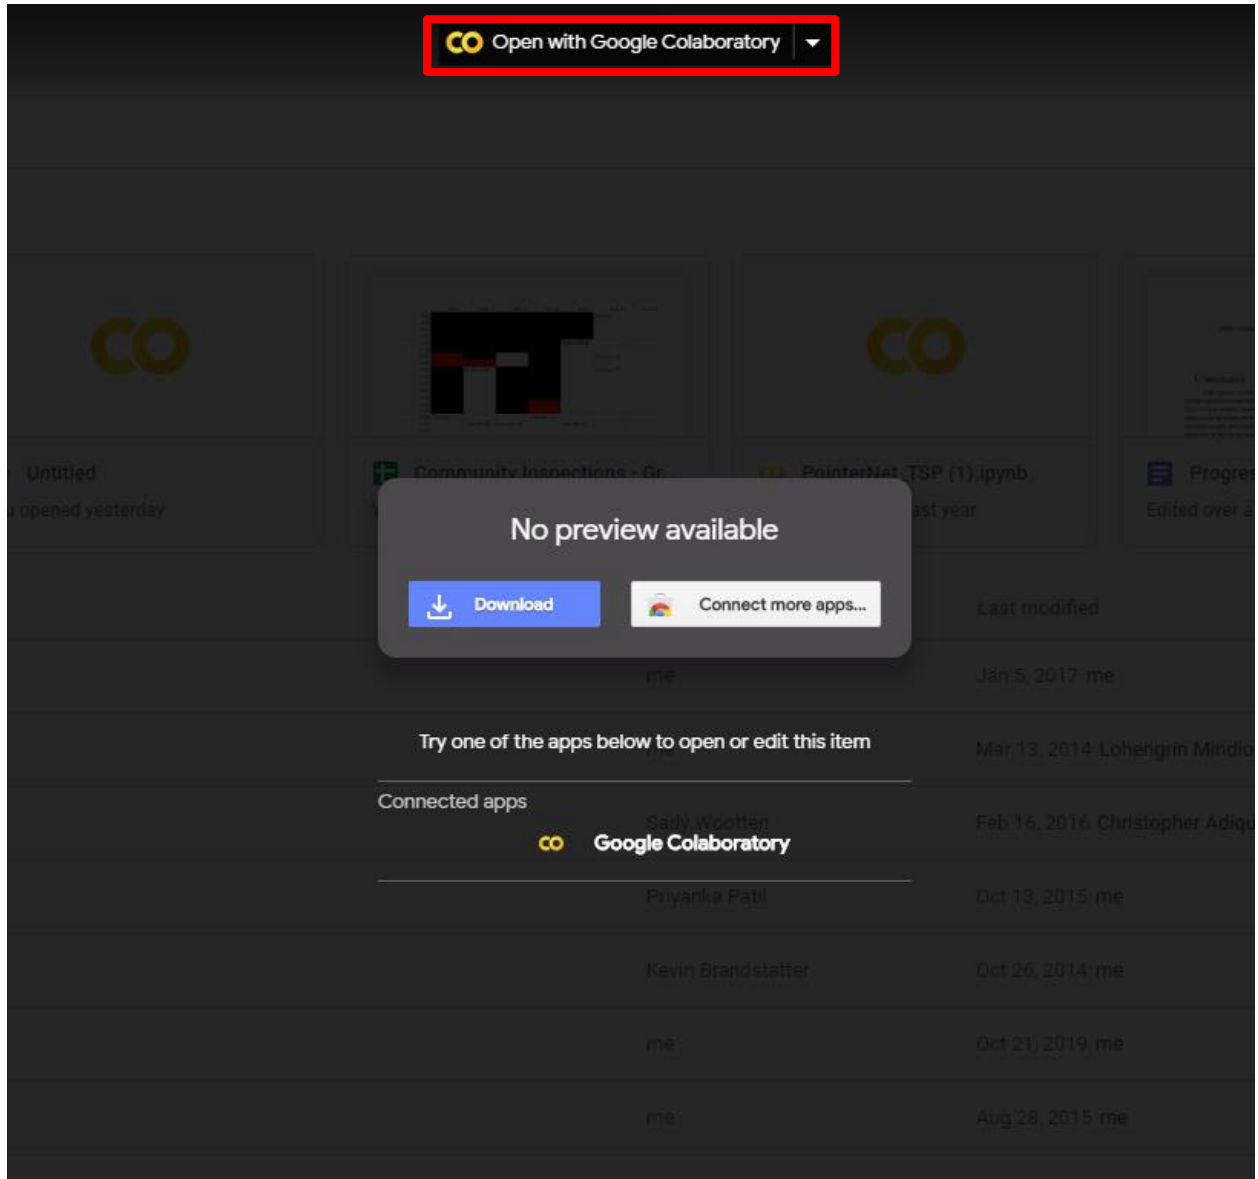 Open with Google Colaboratory
Untitled
Community Inspections - Gr...
PointerNet_TSP (1).ipynb
Progres
opened yesterday
ast year
Edited over a
No preview available
Download
Connect more apps...
Last modified
me
Jan 5, 2017 me
Try one of the apps below to open or edit this item
Mar 13, 2014 Lohengrin Mindio
Connected apps
Sady Wootten
Feb 16, 2016 Christopher Adiqu
Google Colaboratory
Priyanka Patil
Oct 13, 2015 me
Kevin Brandstatter
Oct 26, 2014 me
me
Oct 21, 2019 me
me
Aug 28, 2015 me